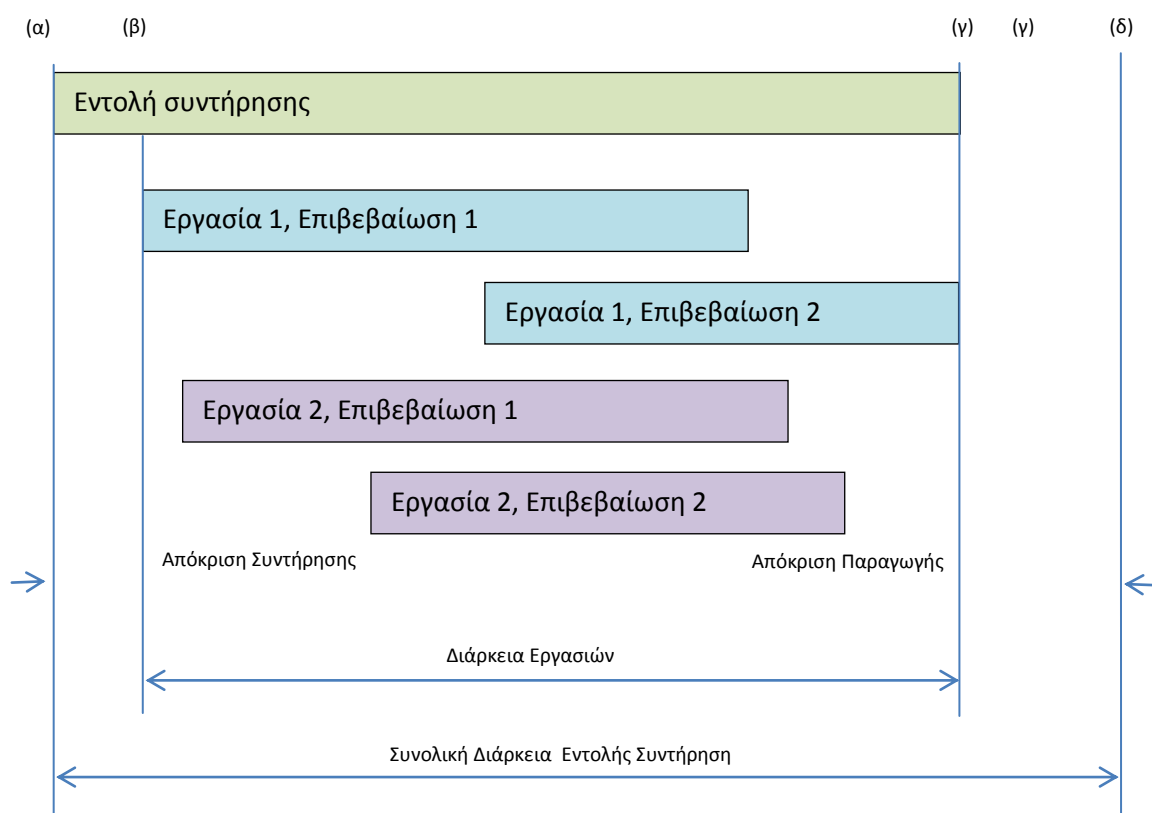 (α) (β) (γ) (γ) (δ)
Εντολή συντήρησης
Εργασία 1, Επιβεβαίωση 1
Εργασία 1, Επιβεβαίωση 2
Εργασία 2, Επιβεβαίωση 1
Εργασία 2, Επιβεβαίωση 2
Απόκριση Συντήρησης Απόκριση Παραγωγής
Διάρκεια Εργασιών
Συνολική Διάρκεια Εντολής Συντήρηση